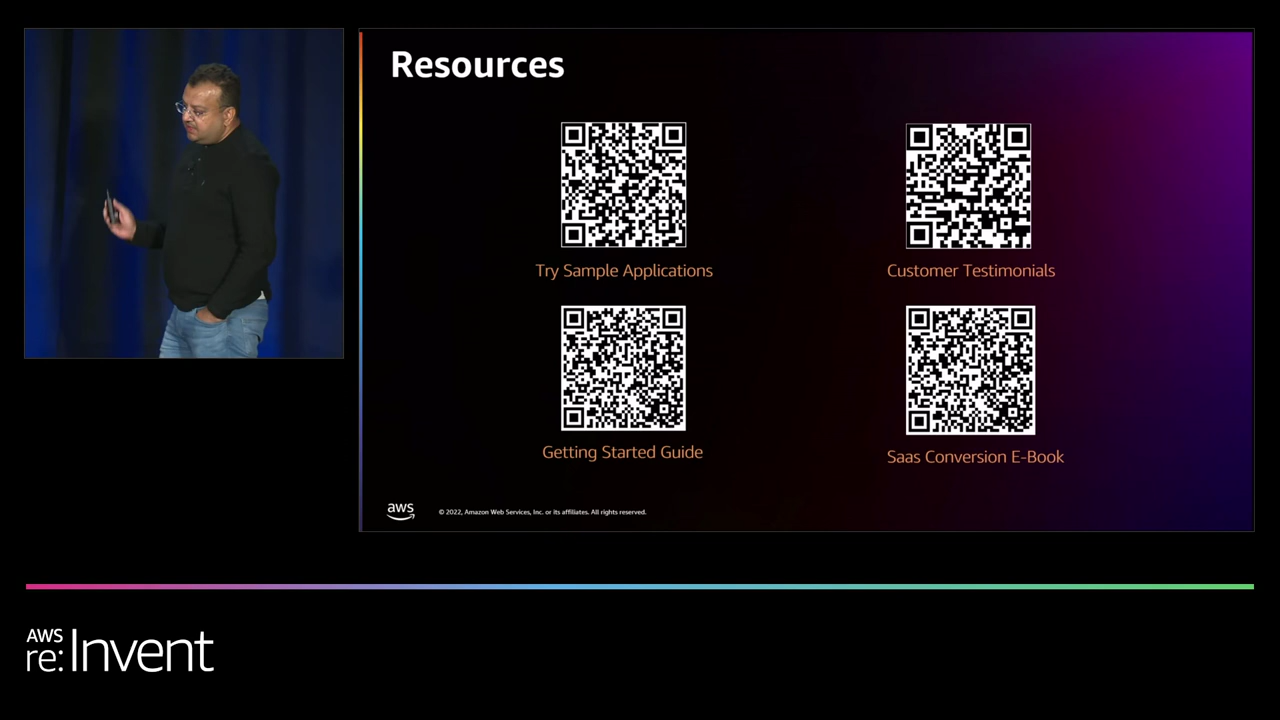 Resources
Try Sample Applications
Customer Testimonials
Getting Started Guide
Saas Conversion E-Book
aws
© 2022, Amazon Web Services, Inc. or its affiliates. All rights reserved.
AWS
re:Invent